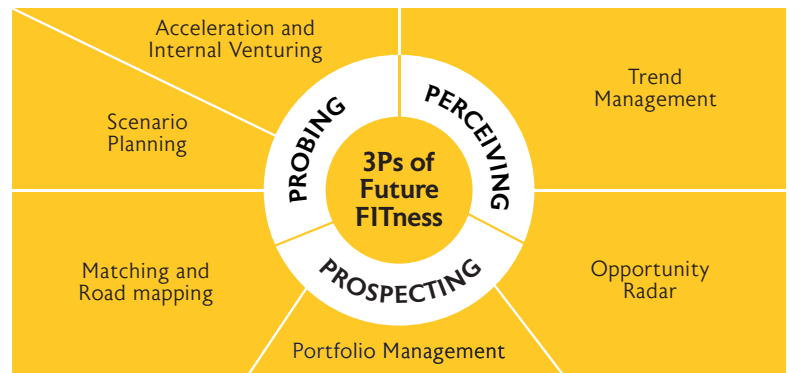 Acceleration and
Internal Venturing
Trend
Management
Scenario
Planning
PROBING
PERCEIVING
3Ps of
Future
FITness
PROSPECTING
Matching and
Road mapping
Opportunity
Radar
Portfolio Management